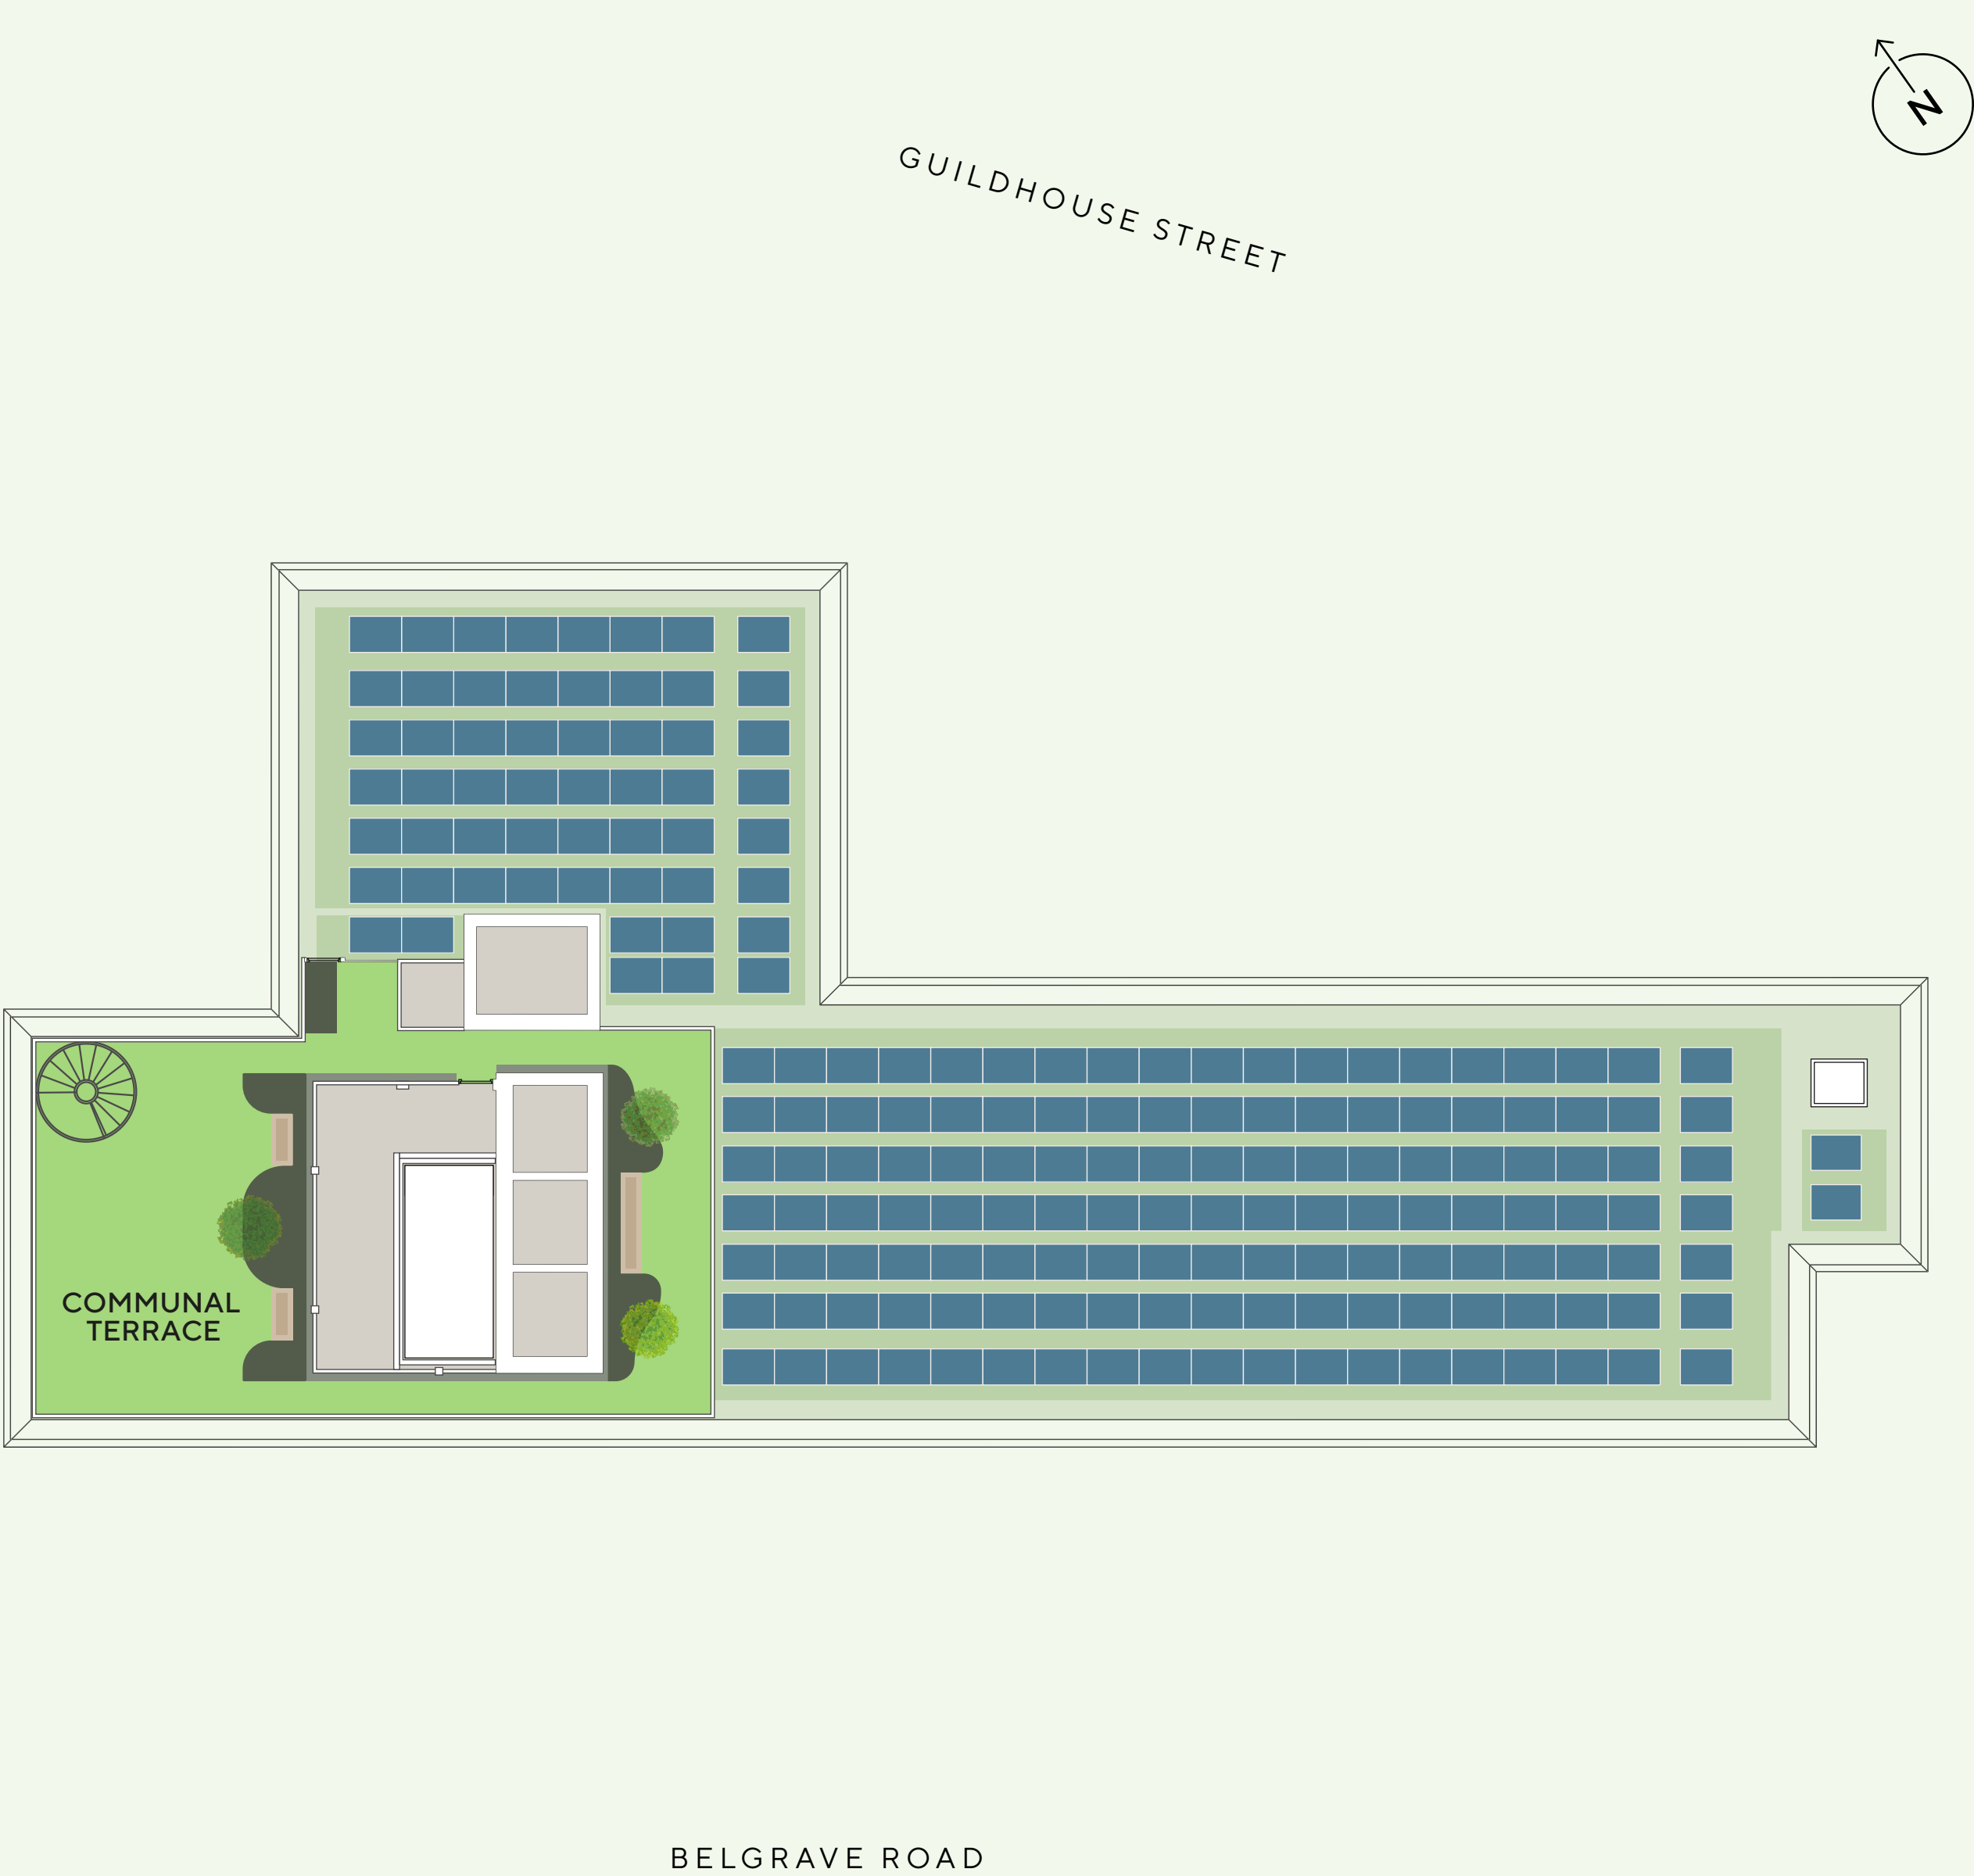 N
GUILDHOUSE STREET
COMMUNAL
TERRACE
BELGRAVE ROAD